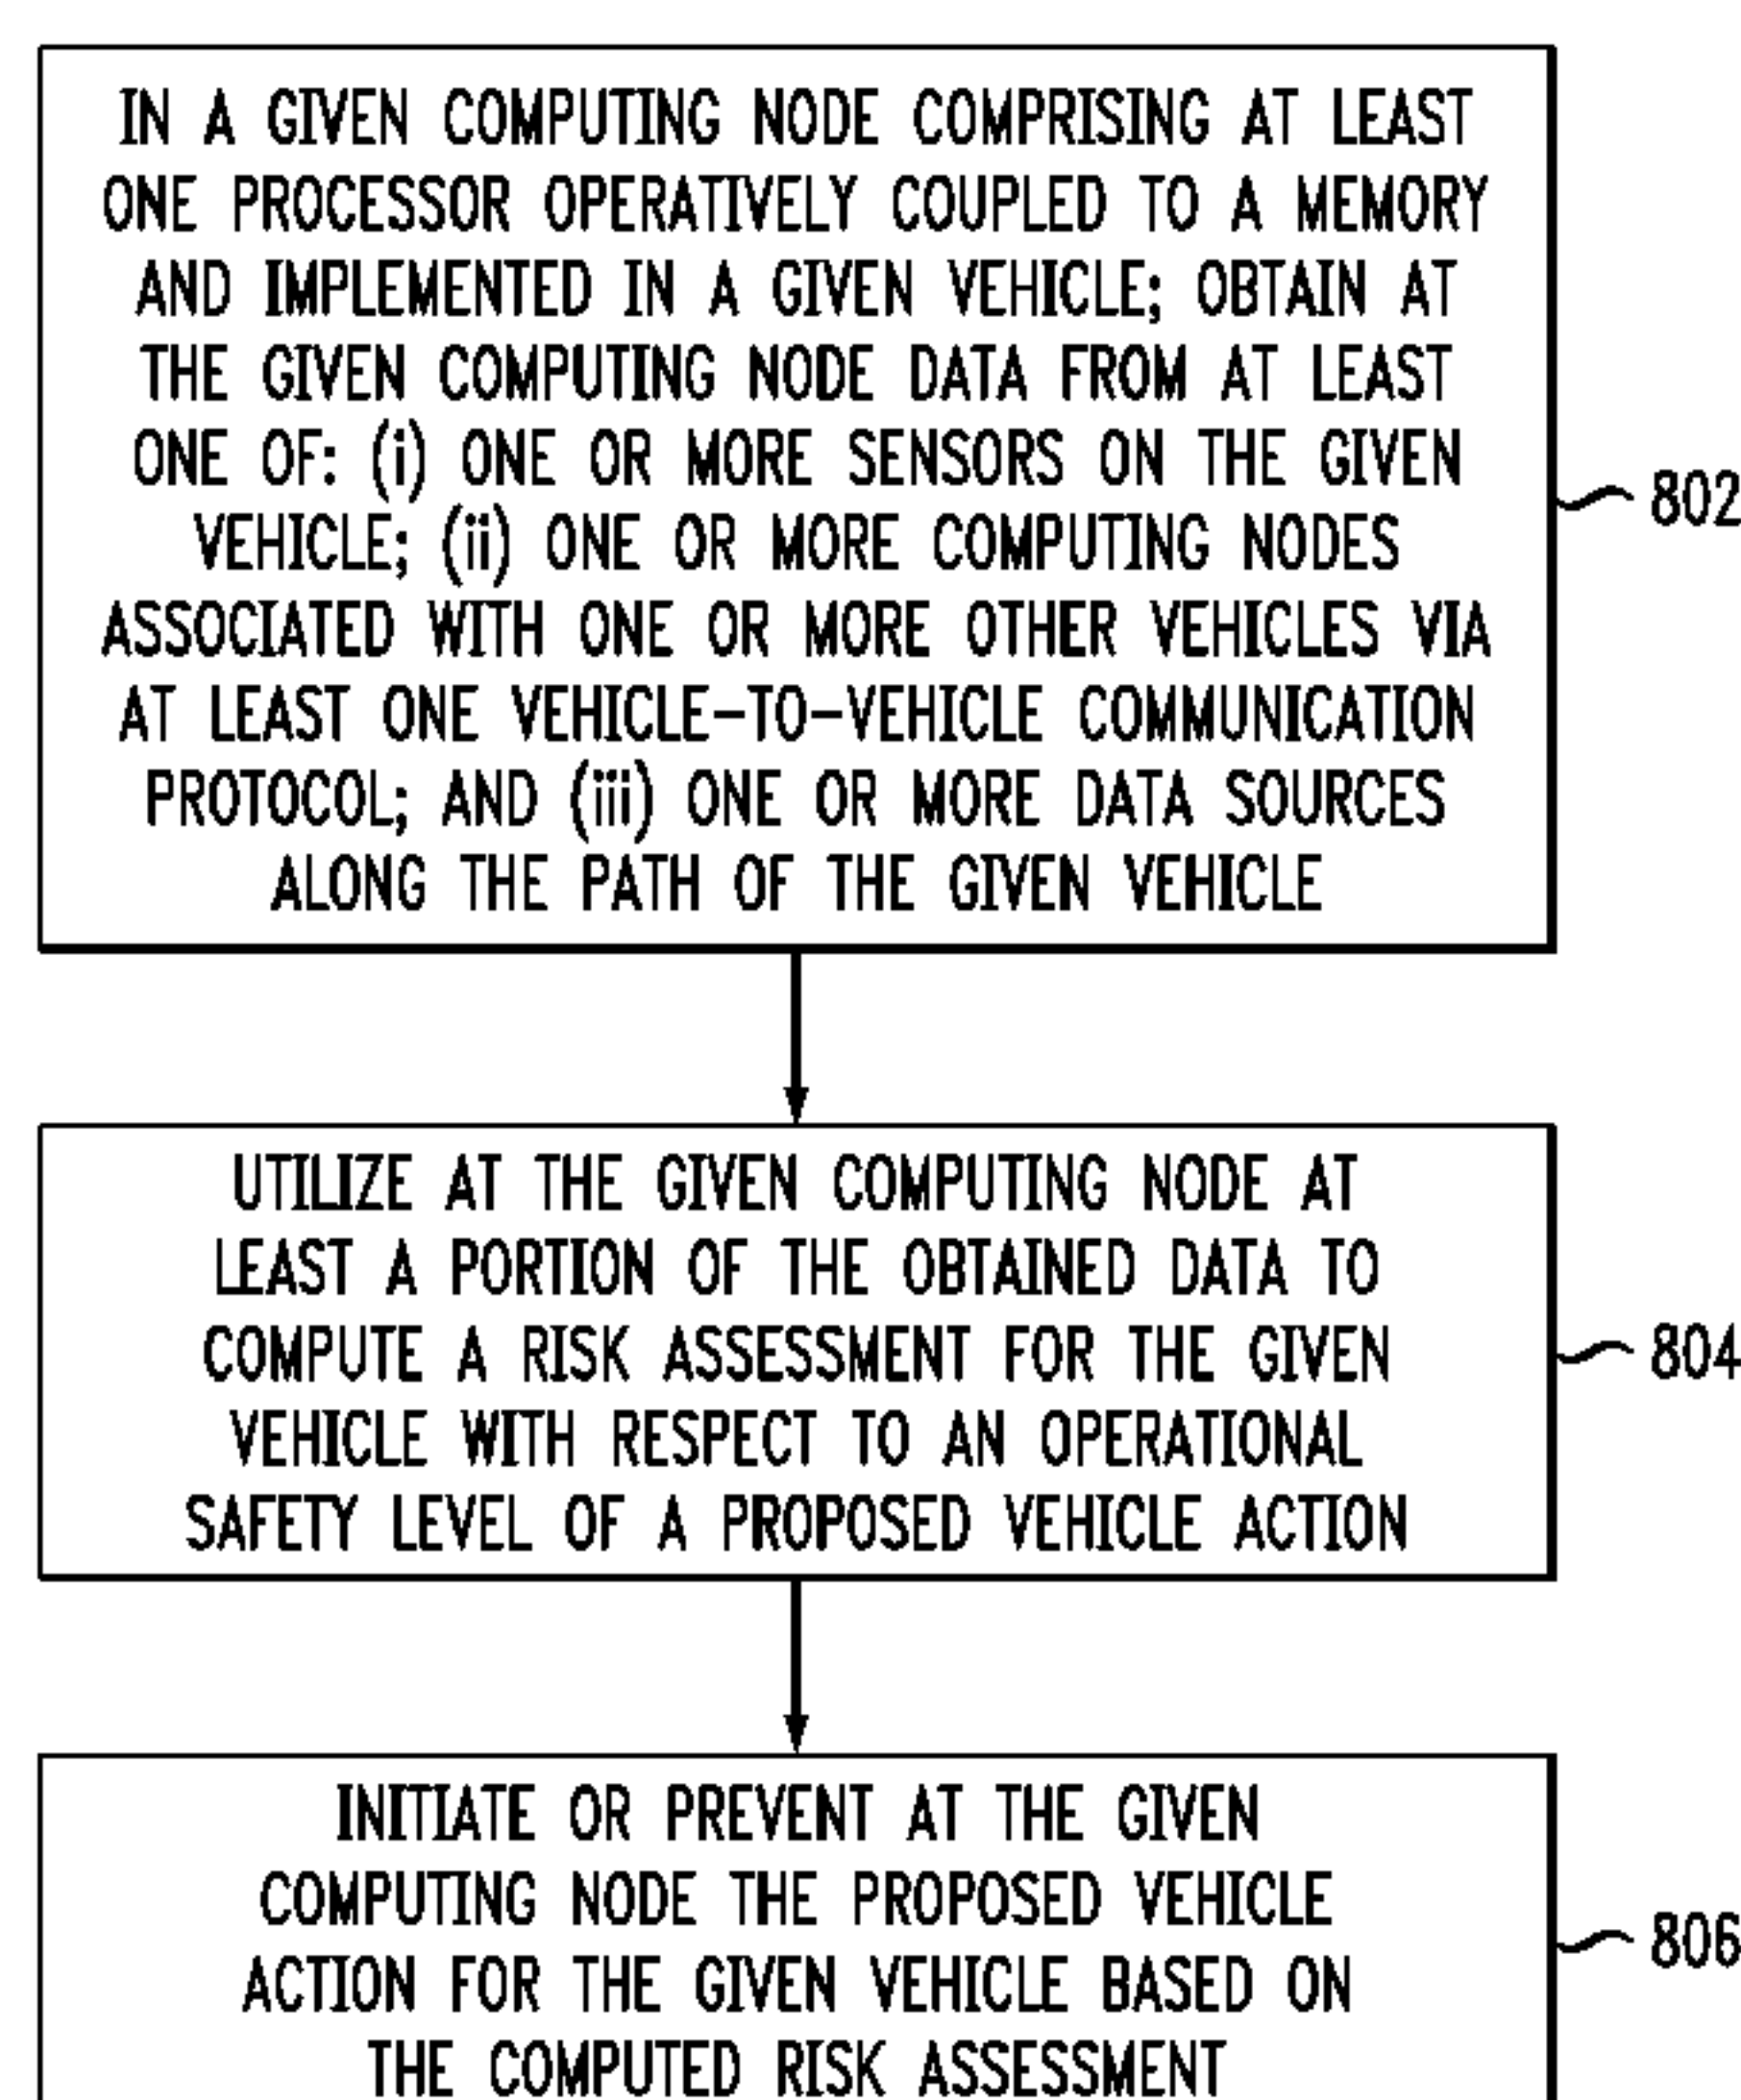 IN A GIVEN COMPUTING NODE COMPRISING AT LEAST
ONE PROCESSOR OPERATIVELY COUPLED TO A MEMORY
AND IMPLEMENTED IN A GIVEN VEHICLE; OBTAIN AT
THE GIVEN COMPUTING NODE DATA FROM AT LEAST
ONE OF: (i) ONE OR MORE SENSORS ON THE GIVEN
VEHICLE; (ii) ONE OR MORE COMPUTING NODES
ASSOCIATED WITH ONE OR MORE OTHER VEHICLES VIA
AT LEAST ONE VEHICLE-TO-VEHICLE COMMUNICATION
PROTOCOL; AND (iii) ONE OR MORE DATA SOURCES
ALONG THE PATH OF THE GIVEN VEHICLE
802
UTILIZE AT THE GIVEN COMPUTING NODE AT
LEAST A PORTION OF THE OBTAINED DATA TO
COMPUTE A RISK ASSESSMENT FOR THE GIVEN
VEHICLE WITH RESPECT TO AN OPERATIONAL
SAFETY LEVEL OF A PROPOSED VEHICLE ACTION
804
INITIATE OR PREVENT AT THE GIVEN
COMPUTING NODE THE PROPOSED VEHICLE
ACTION FOR THE GIVEN VEHICLE BASED ON
THE COMPUTED RISK ASSESSMENT
806